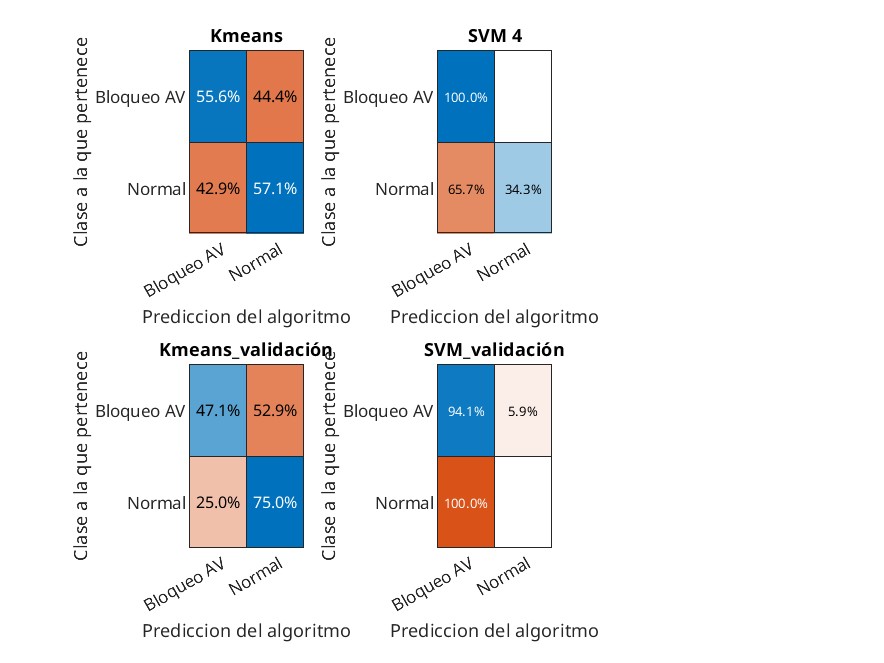 Kmeans
Clase a la que pertenece
Bloqueo AV
55.6%
44.4%
Normal
42.9%
57.1%
Bloqueo AV
Normal
Prediccion del algoritmo
SVM 4
Clase a la que pertenece
Bloqueo AV
100.0%
Normal
65.7%
34.3%
Bloqueo AV
Normal
Prediccion del algoritmo
Kmeans_validación
Clase a la que pertenece
Bloqueo AV
47.1%
52.9%
Normal
25.0%
75.0%
Bloqueo AV
Normal
Prediccion del algoritmo
SVM_validación
Clase a la que pertenece
Bloqueo AV
94.1%
5.9%
Normal
100.0%
Bloqueo AV
Normal
Prediccion del algoritmo